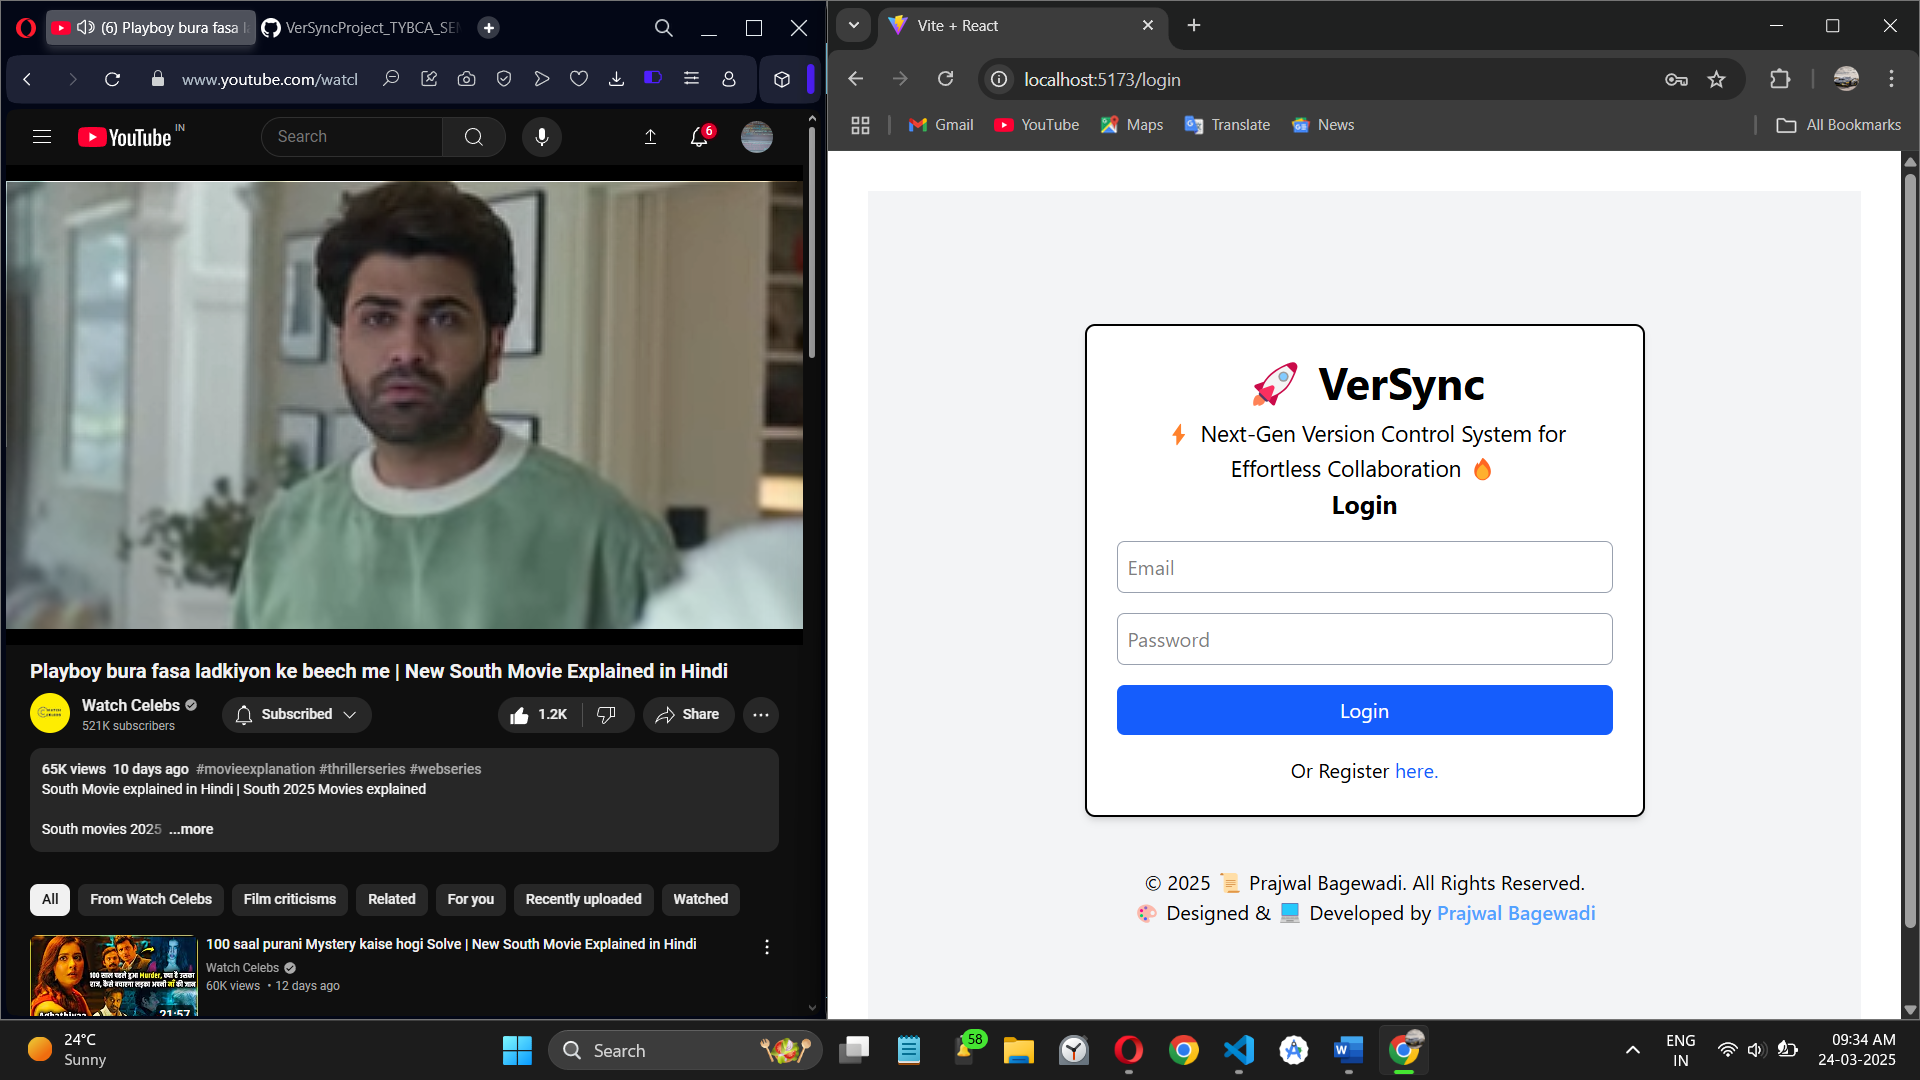 (6) Playboy bura fasa l
VerSyncProject_TYBCA_SE
www.youtube.com/watcl
YouTube IN
Search
6
Playboy bura fasa ladkiyon ke beech me | New South Movie Explained in Hindi
Watch Celebs
521K subscribers
Subscribed
1.2K
Share
65K views 10 days ago #movieexplanation #thrillerseries #webseries
South Movie explained in Hindi | South 2025 Movies explained
South movies 2025 ...more
All
From Watch Celebs
Film criticisms
Related
For you
Recently uploaded
Watched
100 saal purani Mystery kaise hogi Solve | New South Movie Explained in Hindi
Watch Celebs
60K views • 12 days ago
21:57
Vite + React
localhost:5173/login
Gmail
YouTube
Maps
Translate
News
All Bookmarks
🚀 VerSync
⚡ Next-Gen Version Control System for
Effortless Collaboration 🔥
Login
Email
Password
Login
Or Register here.
© 2025 📜 Prajwal Bagewadi. All Rights Reserved.
🎨 Designed & 💻 Developed by Prajwal Bagewadi
24°C
Sunny
Search
58
ENG
IN
09:34 AM
24-03-2025